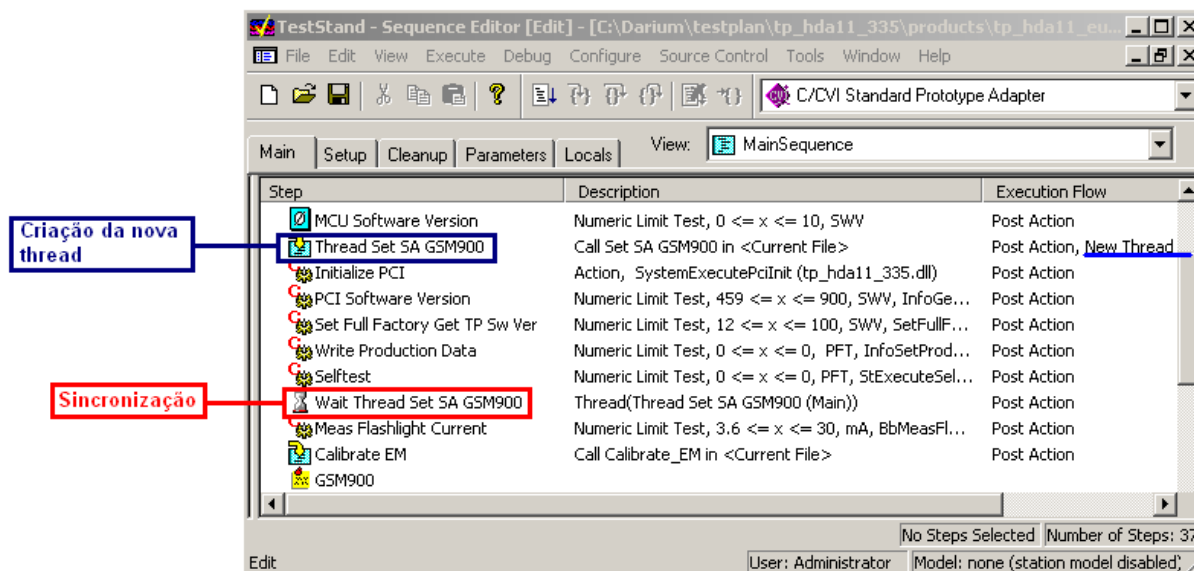 TestStand - Sequence Editor [Edit] - [C:\Darium\testplan\tp_hda11_335\products\tp_hda11_eu...
File Edit View Execute Debug Configure Source Control Tools Window Help
CVI C/CVI Standard Prototype Adapter
Main Setup Cleanup Parameters Locals View: MainSequence
Step Description Execution Flow
MCU Software Version Numeric Limit Test, 0 <= x <= 10, SWV Post Action
Criação da nova thread
Thread Set SA GSM900 Call Set SA GSM900 in <Current File> Post Action, New Thread
Initialize PCI Action, SystemExecutePciInit (tp_hda11_335.dll) Post Action
PCI Software Version Numeric Limit Test, 459 <= x <= 900, SWV, InfoGe... Post Action
Set Full Factory Get TP Sw Ver Numeric Limit Test, 12 <= x <= 100, SWV, SetFullF... Post Action
Write Production Data Numeric Limit Test, 0 <= x <= 0, PFT, InfoSetProd... Post Action
Selftest Numeric Limit Test, 0 <= x <= 0, PFT, StExecuteSel... Post Action
Sincronização
Wait Thread Set SA GSM900 Thread(Thread Set SA GSM900 (Main)) Post Action
Meas Flashlight Current Numeric Limit Test, 3.6 <= x <= 30, mA, BbMeasFl... Post Action
Calibrate EM Call Calibrate_EM in <Current File> Post Action
GSM900
No Steps Selected Number of Steps: 37
Edit User: Administrator Model: none (station model disabled)